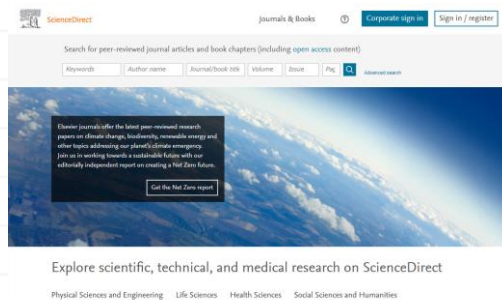 ScienceDirect
Journals & Books
Corporate sign in
Sign in / register
Search for peer-reviewed journal articles and book chapters (including open access content)
Keywords
Author name
Journal/book title
Volume
Issue
Pag
Advanced search
Elsevier journals offer the latest peer-reviewed research
papers on climate change, biodiversity, renewable energy and
other topics addressing our planet's climate emergency.
Join us in working towards a sustainable future with our
editorially independent report on creating a Net Zero future.
Get the Net Zero report
Explore scientific, technical, and medical research on ScienceDirect
Physical Sciences and Engineering Life Sciences Health Sciences Social Sciences and Humanities